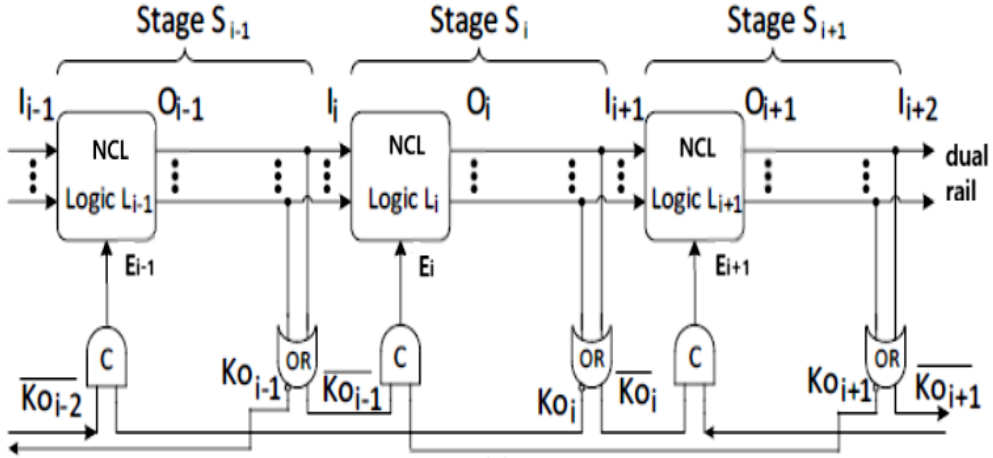 Stage S i-1 Stage S i Stage S i+1
I i-1 O i-1 I i O i I i+1 O i+1 I i+2
NCL NCL NCL dual
Logic L i-1 Logic L i Logic L i+1 rail
E i-1 E i E i+1
C OR C OR C OR
Ko i-2 Ko i-1 Ko i-1 Ko i Ko i Ko i+1 Ko i+1